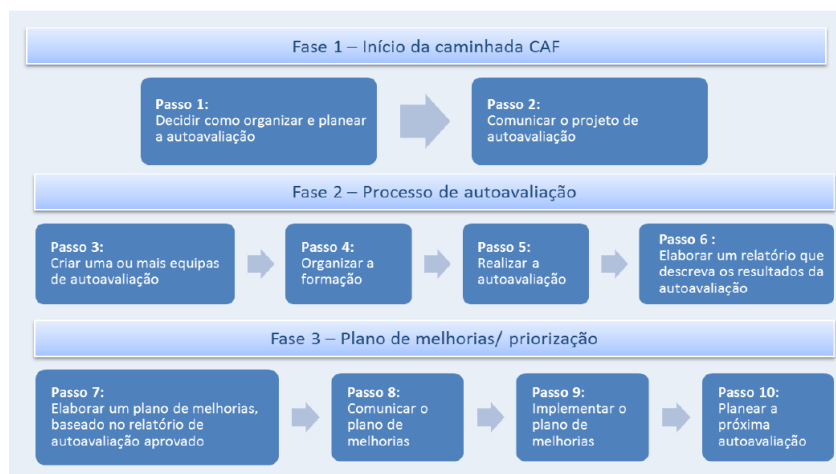 Fase 1 – Início da caminhada CAF
Passo 1:
Decidir como organizar e planear
a autoavaliação
Passo 2:
Comunicar o projeto de
autoavaliação
Fase 2 – Processo de autoavaliação
Passo 3:
Criar uma ou mais equipas
de autoavaliação
Passo 4:
Organizar a
formação
Passo 5:
Realizar a
autoavaliação
Passo 6 :
Elaborar um relatório que
descreva os resultados da
autoavaliação
Fase 3 – Plano de melhorias/ priorização
Passo 7:
Elaborar um plano de melhorias,
baseado no relatório de
autoavaliação aprovado
Passo 8:
Comunicar o
plano de
melhorias
Passo 9:
Implementar o
plano de
melhorias
Passo 10:
Planear a
próxima
autoavaliação